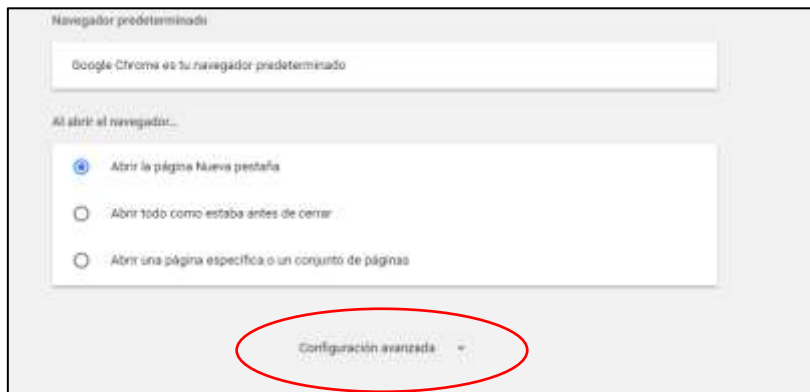 Navegador predeterminado
Google Chrome es tu navegador predeterminado
Al abrir el navegador...
Abrir la página Nueva pestaña
Abrir todo como estaba antes de cerrar
Abrir una página específica o un conjunto de páginas
Configuración avanzada